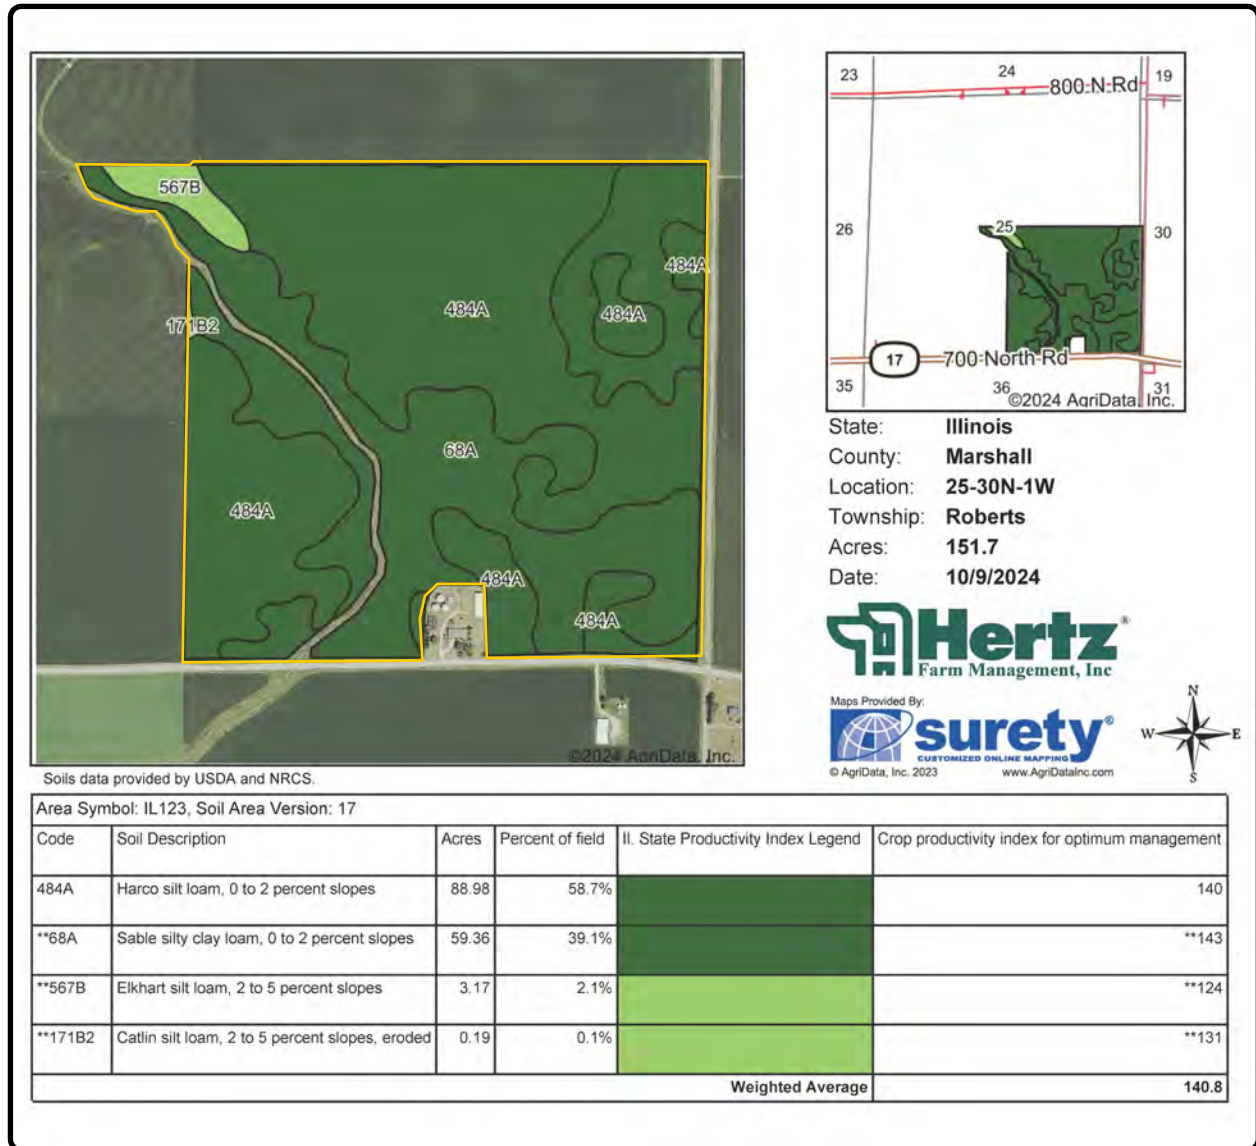 567B
171B2
484A
484A
484A
68A
484A
484A
484A
©2024 AgriData, Inc.
Soils data provided by USDA and NRCS.
23
24
19
800 N Rd
26
25
30
17
700 North Rd
35
36
31
©2024 AgriData, Inc.
State: Illinois
County: Marshall
Location: 25-30N-1W
Township: Roberts
Acres: 151.7
Date: 10/9/2024
Hertz®
Farm Management, Inc
Maps Provided By:
surety®
CUSTOMIZED ONLINE MAPPING
© AgriData, Inc. 2023 www.AgriDataInc.com
N
W E
S
Area Symbol: IL123, Soil Area Version: 17
Code Soil Description Acres Percent of field II. State Productivity Index Legend Crop productivity index for optimum management
484A Harco silt loam, 0 to 2 percent slopes 88.98 58.7% 140
**68A Sable silty clay loam, 0 to 2 percent slopes 59.36 39.1% **143
**567B Elkhart silt loam, 2 to 5 percent slopes 3.17 2.1% **124
**171B2 Catlin silt loam, 2 to 5 percent slopes, eroded 0.19 0.1% **131
Weighted Average 140.8